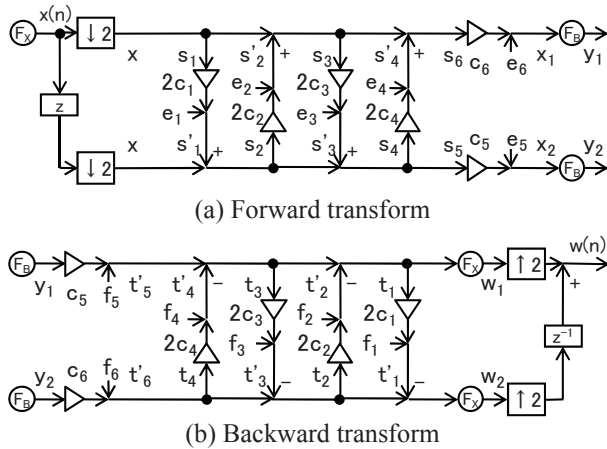 x(n)
F_X ↓2 x s_1 s'_2 + s_3 s'_4 + s_6 c_6 x_1 F_B y_1
2c_1 e_2 2c_3 e_4 e_6
z e_1 2c_2 e_3 2c_4 c_5 e_5
↓2 x s'_1 + s_2 s'_3 + s_4 s_5 x_2 F_B y_2
(a) Forward transform
F_B y_1 c_5 f_5 t'_5 t'_4 − t_3 t'_2 − t_1 F_X w_1 ↑2 w(n)
f_4 2c_3 f_2 2c_1 +
2c_4 f_3 2c_2 f_1 z^{-1}
F_B y_2 c_6 f_6 t'_6 t_4 t'_3 − t_2 t'_1 − F_X w_2 ↑2
(b) Backward transform